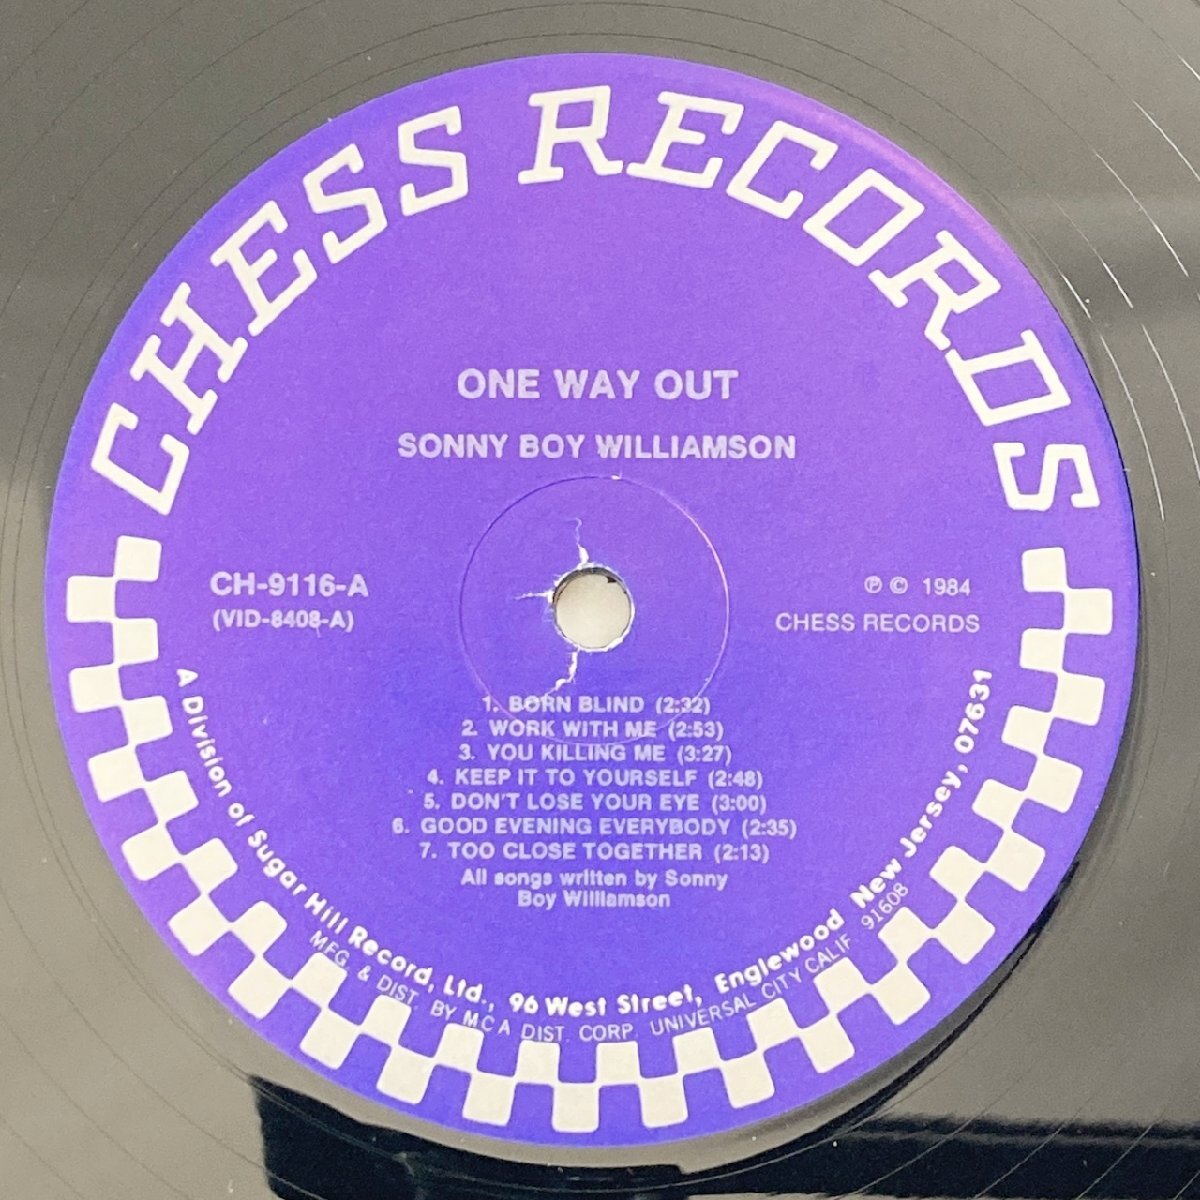 CHESS RECORDS
ONE WAY OUT
SONNY BOY WILLIAMSON
CH-9116-A
(VID-8408-A)
℗ © 1984
CHESS RECORDS
1. BORN BLIND (2:32)
2. WORK WITH ME (2:53)
3. YOU KILLING ME (3:27)
4. KEEP IT TO YOURSELF (2:48)
5. DON'T LOSE YOUR EYE (3:00)
6. GOOD EVENING EVERYBODY (2:35)
7. TOO CLOSE TOGETHER (2:13)
All songs written by Sonny
Boy Williamson
A Division of Sugar Hill Record, Ltd., 96 West Street, Englewood New Jersey, 07631
MFG. & DIST. BY MCA DIST. CORP. UNIVERSAL CITY CALIF. 91608